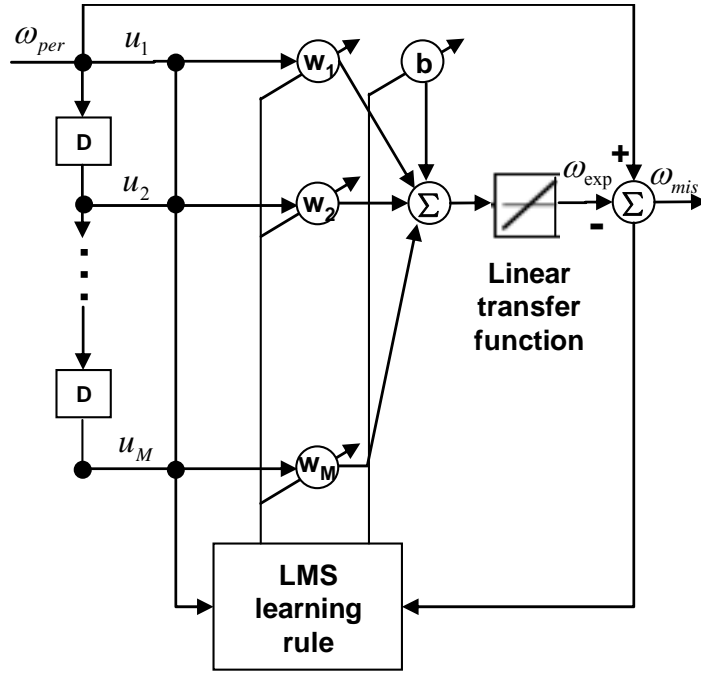 ω_per u_1 w_1 b
D
+
u_2 w_2 Σ ω_exp Σ ω_mis
-
Linear
transfer
function
D
u_M w_M
LMS
learning
rule